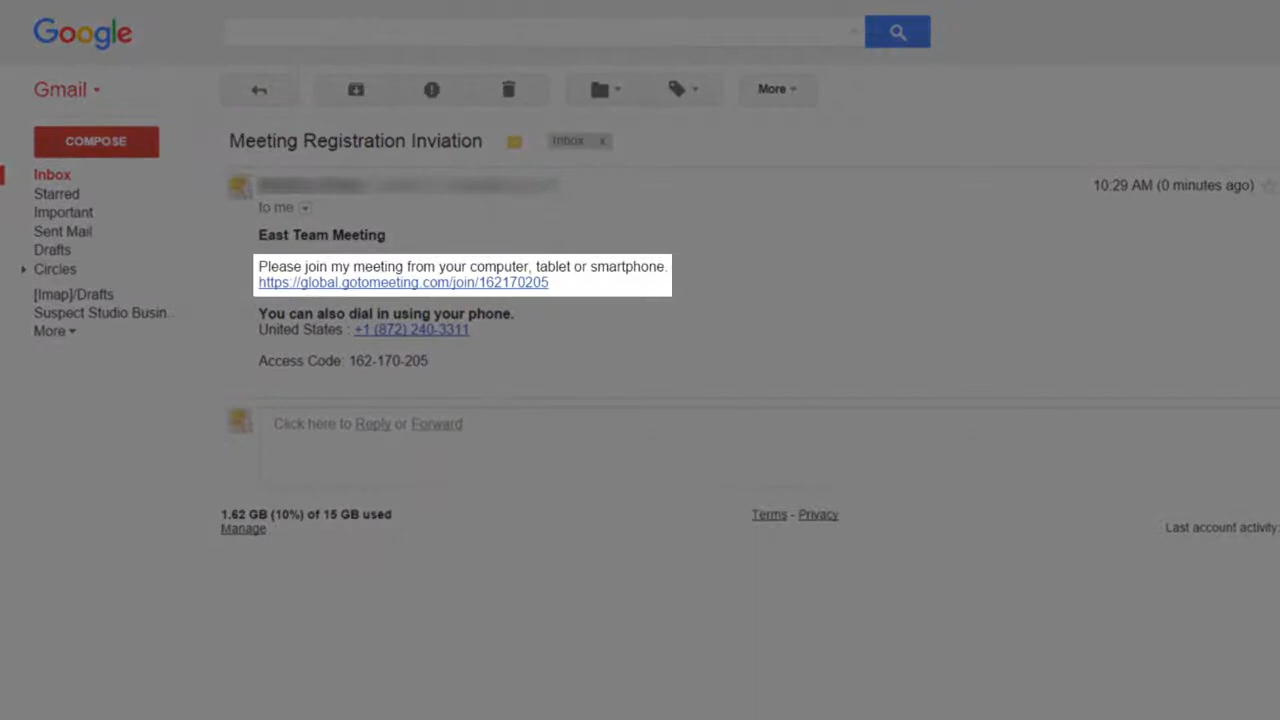 Google
Gmail
More
COMPOSE
Meeting Registration Inviation
Inbox x
Inbox
Starred
Important
Sent Mail
Drafts
Circles
[Imap]/Drafts
Suspect Studio Busin..
More
10:29 AM (0 minutes ago)
to me
East Team Meeting
Please join my meeting from your computer, tablet or smartphone.
https://global.gotomeeting.com/join/162170205
You can also dial in using your phone.
United States : +1 (872) 240-3311
Access Code: 162-170-205
Click here to Reply or Forward
1.62 GB (10%) of 15 GB used
Manage
Terms - Privacy
Last account activity: